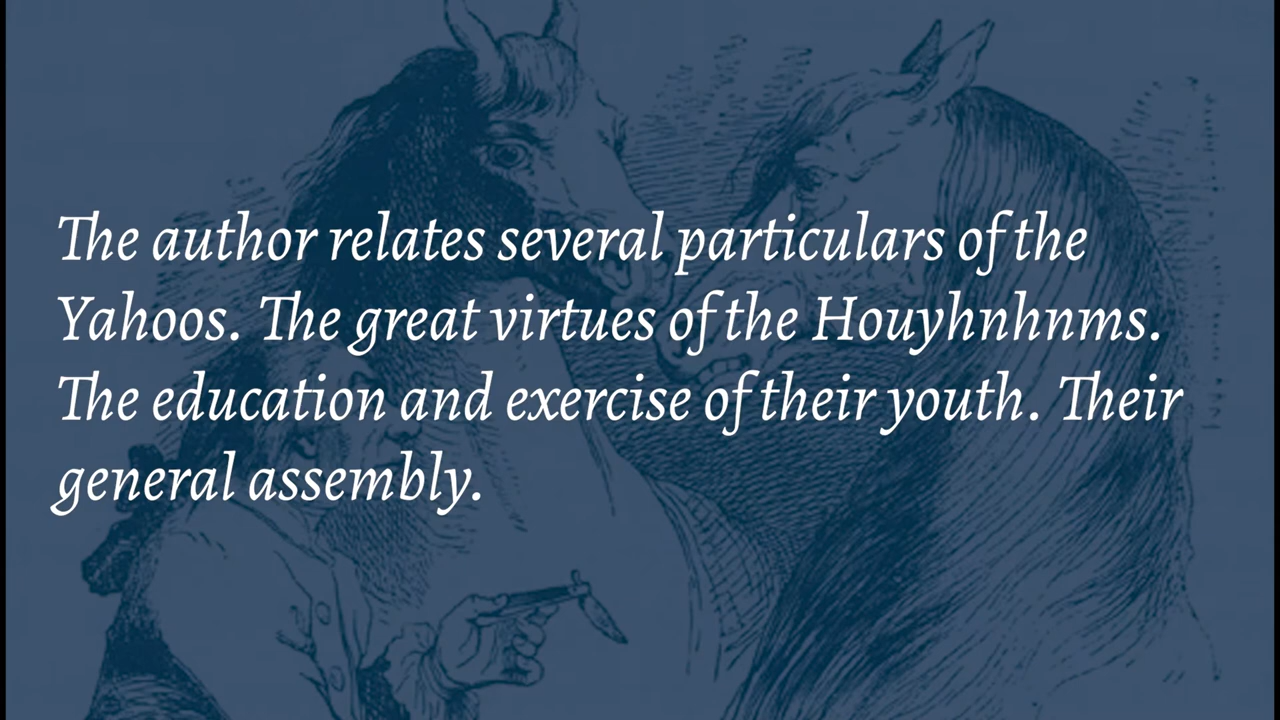 The author relates several particulars of the
Yahoos. The great virtues of the Houyhnhnms.
The education and exercise of their youth. Their
general assembly.